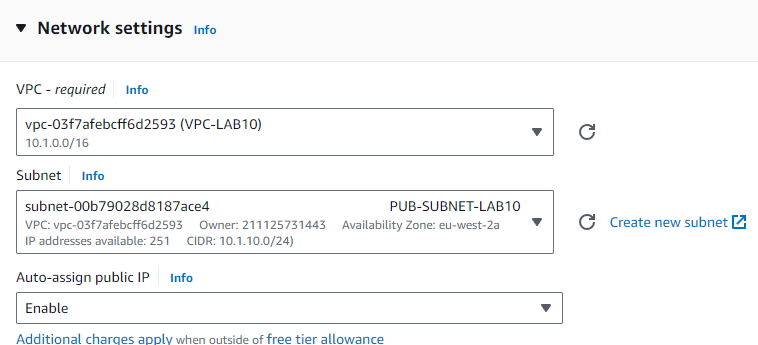 Network settings Info
VPC - required Info
vpc-03f7afebcff6d2593 (VPC-LAB10)
10.1.0.0/16
Subnet Info
subnet-00b79028d8187ace4 PUB-SUBNET-LAB10
VPC: vpc-03f7afebcff6d2593 Owner: 211125731443 Availability Zone: eu-west-2a
IP addresses available: 251 CIDR: 10.1.10.0/24)
Create new subnet
Auto-assign public IP Info
Enable
Additional charges apply when outside of free tier allowance